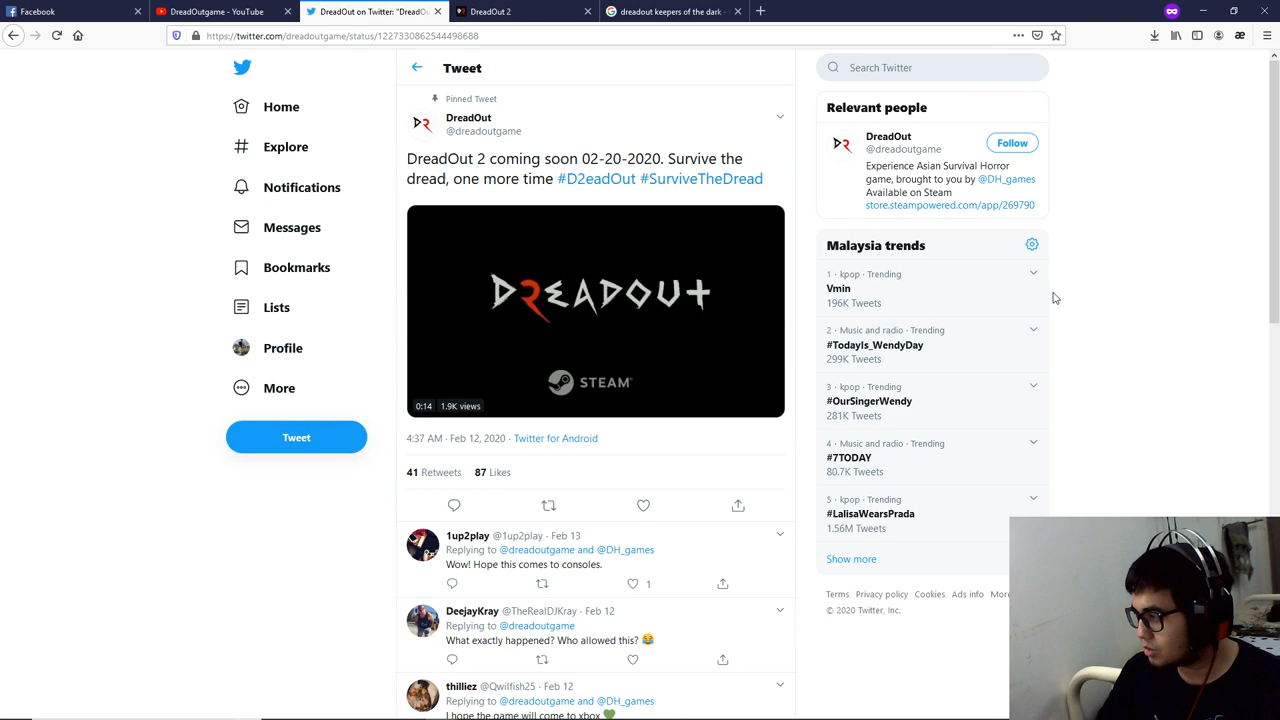 Facebook
DreadOutgame - YouTube
DreadOut on Twitter: "DreadOu
DreadOut 2
dreadout keepers of the dark -
https://twitter.com/dreadoutgame/status/1227330862544498688
Home
Explore
Notifications
Messages
Bookmarks
Lists
Profile
More
Tweet
Tweet
Pinned Tweet
DreadOut
@dreadoutgame
DreadOut 2 coming soon 02-20-2020. Survive the
dread, one more time #D2eadOut #SurviveTheDread
DREADOUT
STEAM
0:14 1.9K views
4:37 AM · Feb 12, 2020 · Twitter for Android
41 Retweets 87 Likes
1up2play @1up2play · Feb 13
Replying to @dreadoutgame and @DH_games
Wow! Hope this comes to consoles.
1
DeejayKray @TheRealDJKray · Feb 12
Replying to @dreadoutgame
What exactly happened? Who allowed this? 😂
thilliez @Qwilfish25 · Feb 12
Replying to @dreadoutgame and @DH_games
I hope the game will come to xbox 💚
Search Twitter
Relevant people
DreadOut
@dreadoutgame
Follow
Experience Asian Survival Horror
game, brought to you by @DH_games
Available on Steam
store.steampowered.com/app/269790
Malaysia trends
1 · kpop · Trending
Vmin
196K Tweets
2 · Music and radio · Trending
#TodayIs_WendyDay
299K Tweets
3 · kpop · Trending
#OurSingerWendy
281K Tweets
4 · Music and radio · Trending
#7TODAY
80.7K Tweets
5 · kpop · Trending
#LalisaWearsPrada
1.56M Tweets
Show more
Terms Privacy policy Cookies Ads info More
© 2020 Twitter, Inc.